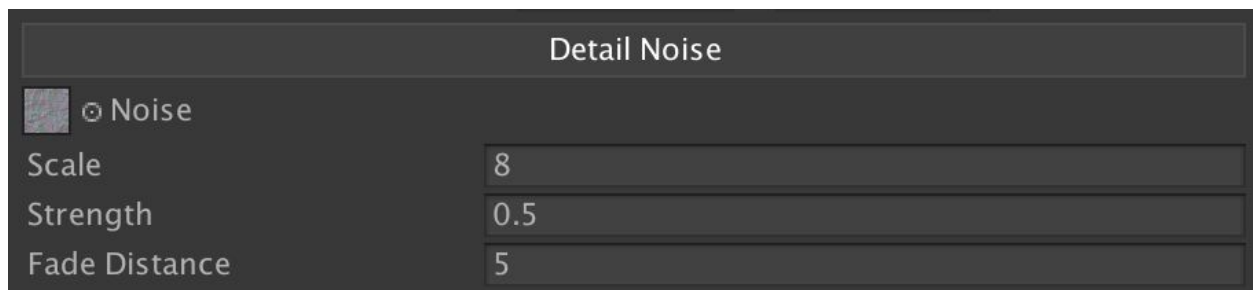 Detail Noise
Noise
Scale 8
Strength 0.5
Fade Distance 5